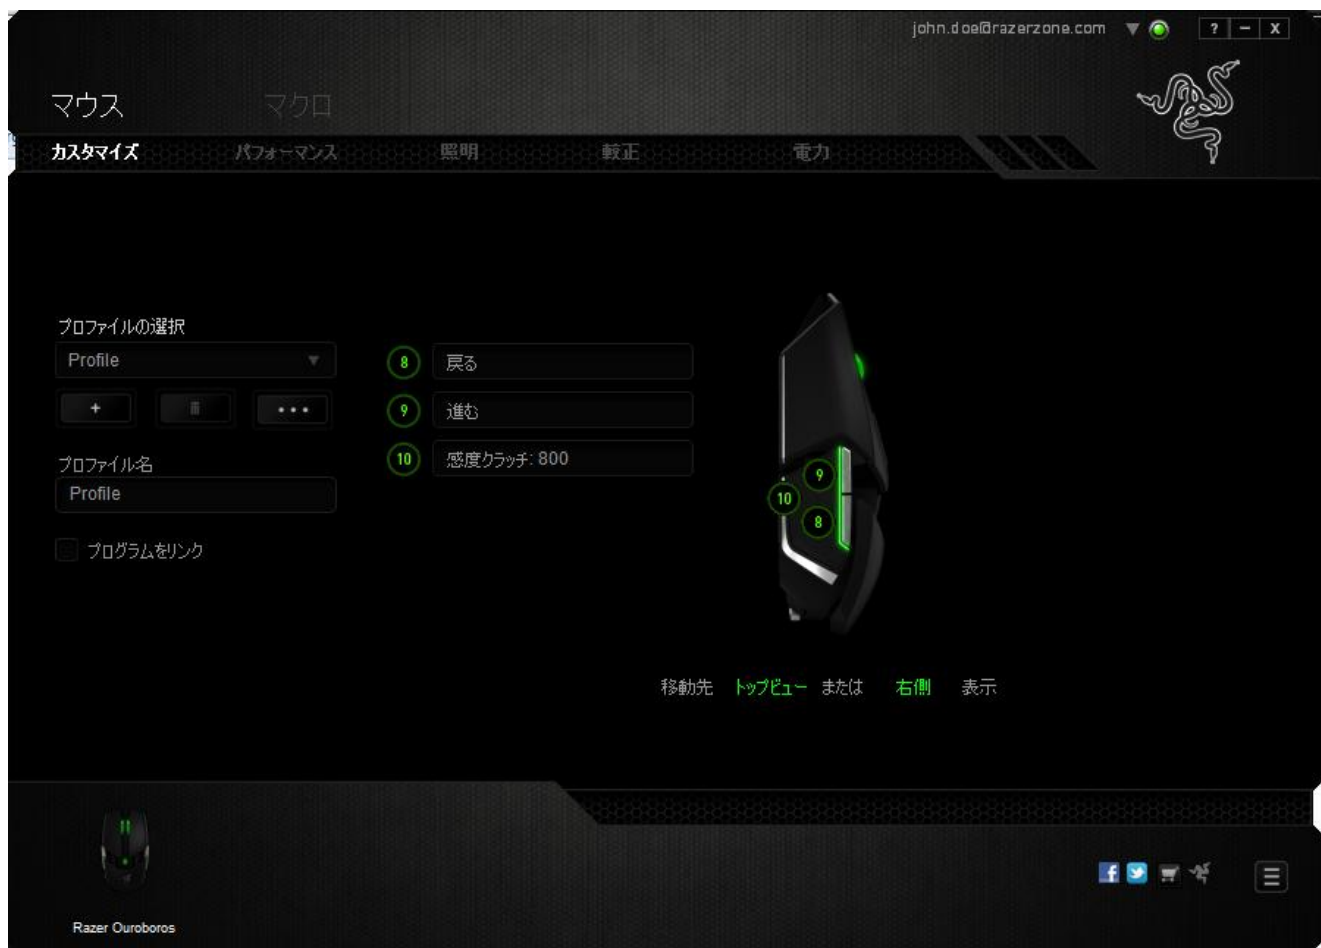 john.doe@razerzone.com
? − X
マウス マクロ
カスタマイズ パフォーマンス 照明 較正 電力
プロファイルの選択
Profile
+ •••
プロファイル名
Profile
プログラムをリンク
8 戻る
9 進む
10 感度クラッチ: 800
9
10
8
移動先 トップビュー または 右側 表示
Razer Ouroboros